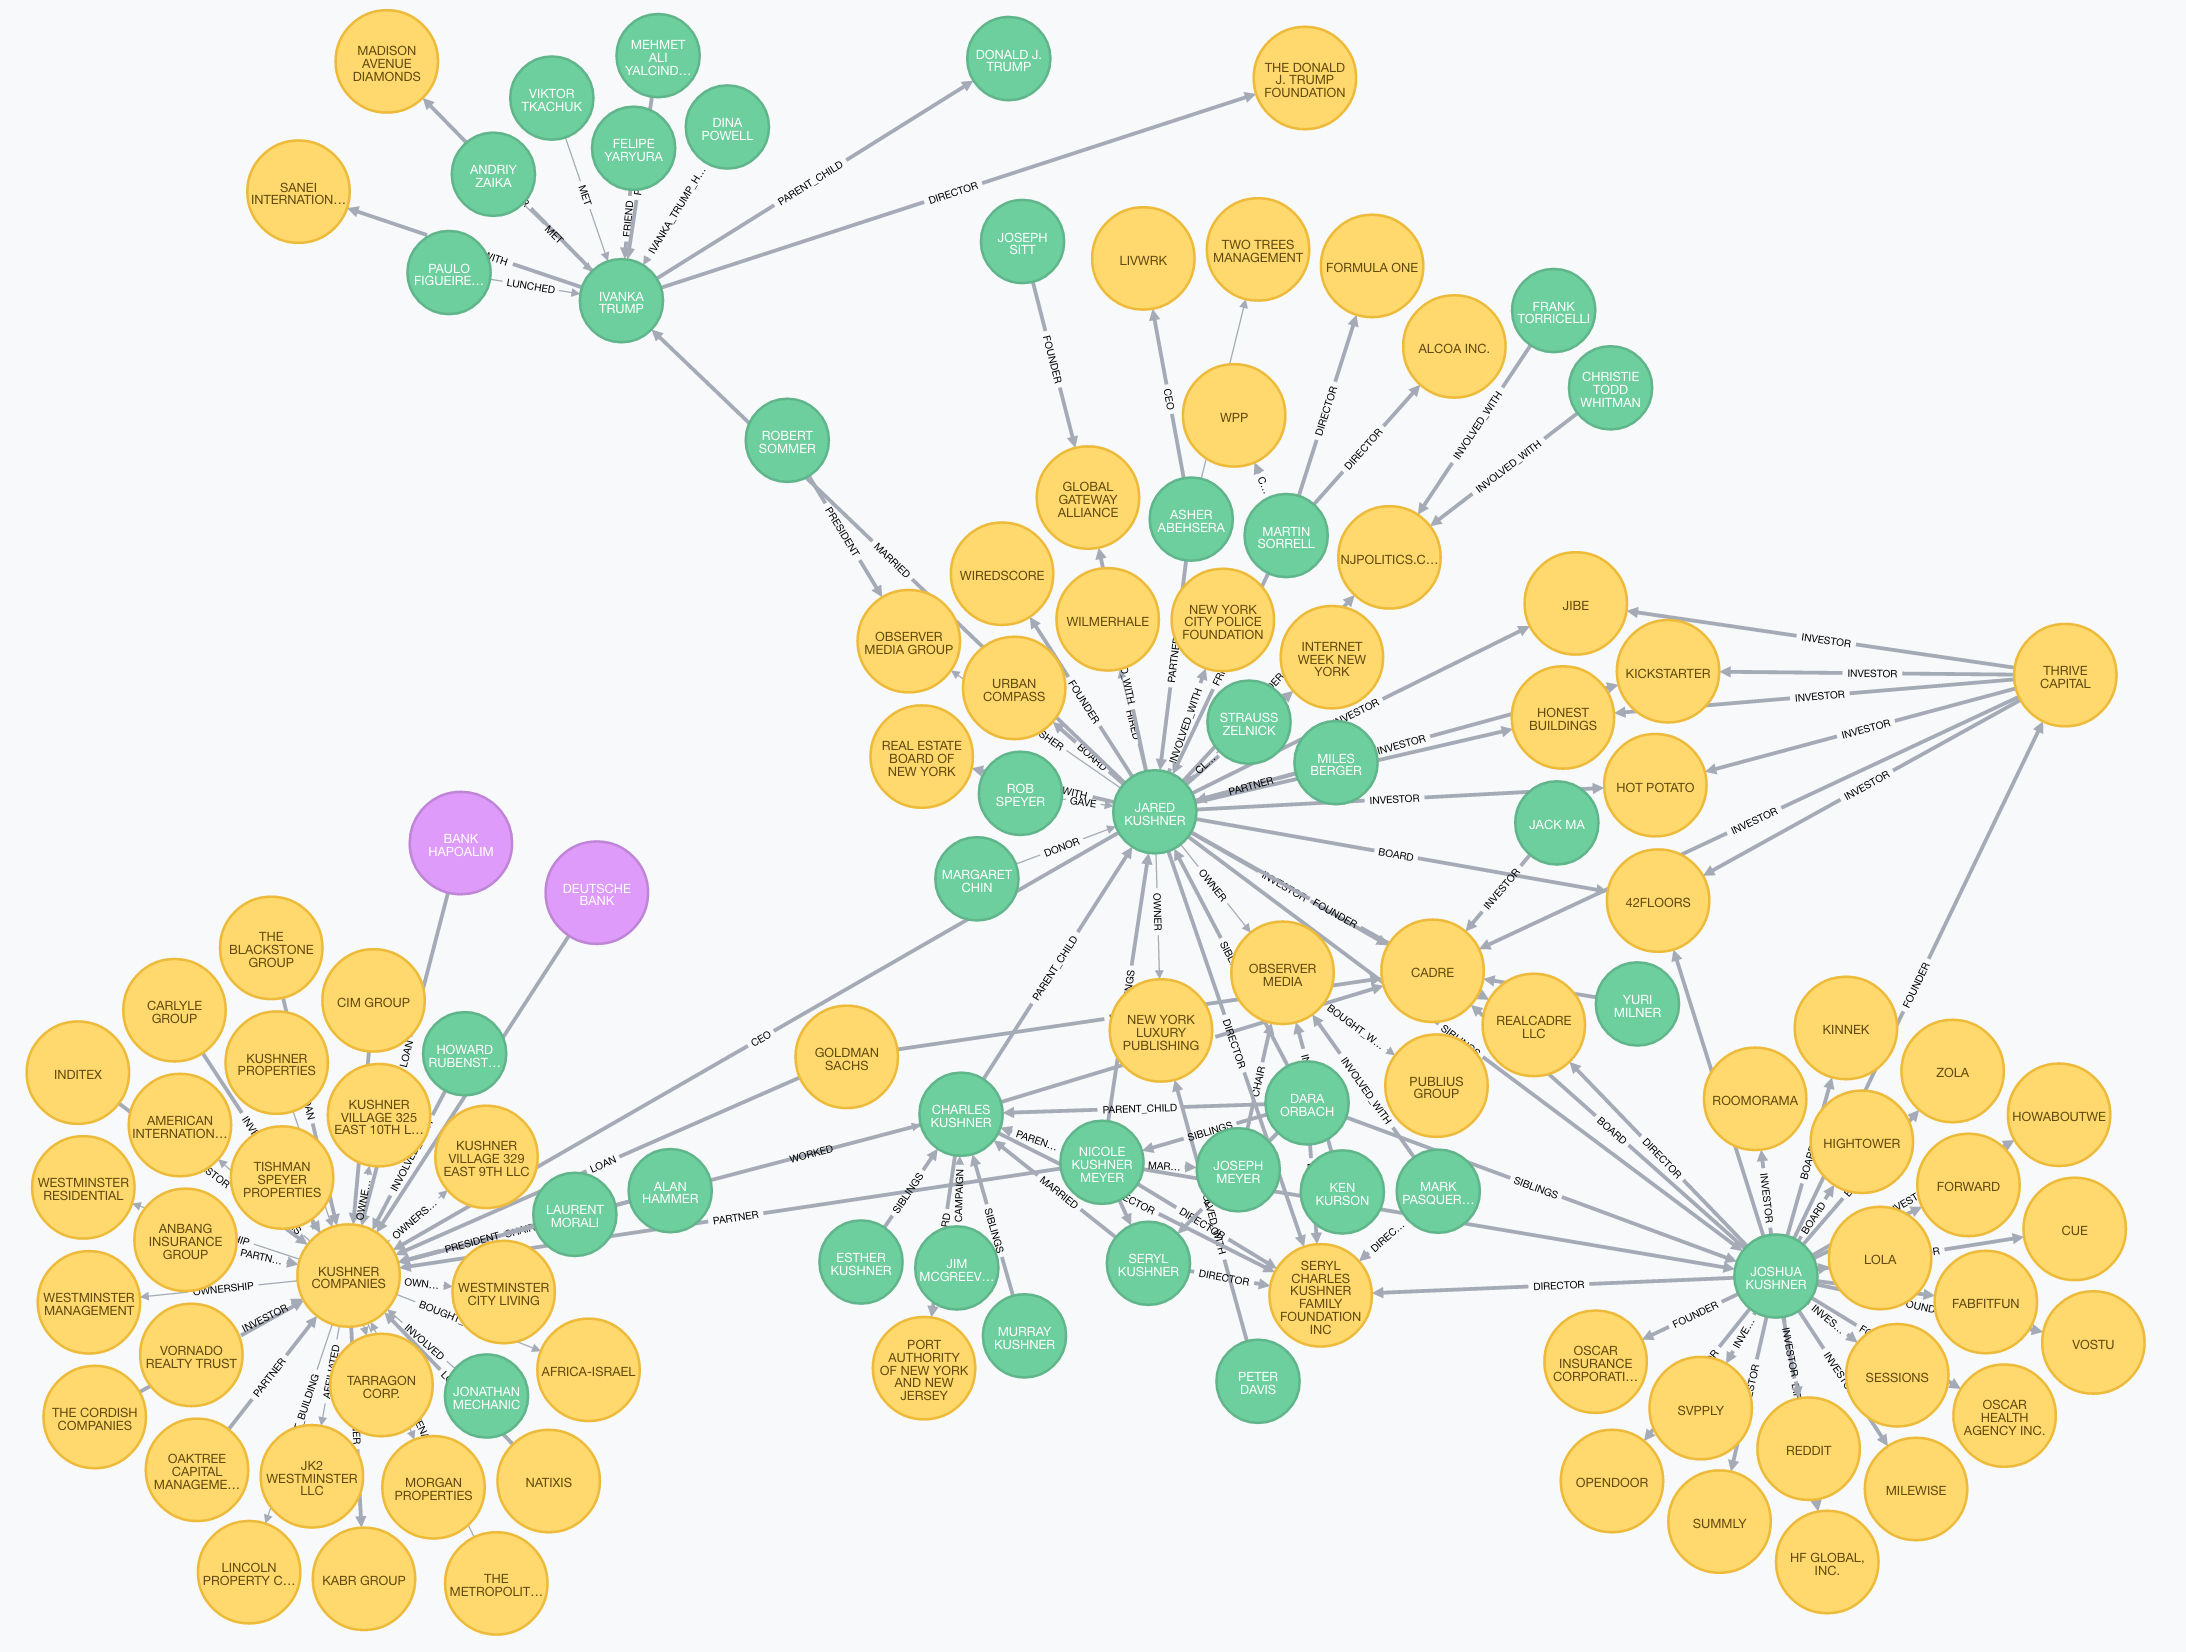 MADISON
AVENUE
DIAMONDS
MEHMET
ALI
YALCIND…
VIKTOR
TKACHUK
DINA
POWELL
FELIPE
YARYURA
DONALD J.
TRUMP
THE DONALD
J. TRUMP
FOUNDATION
SANEI
INTERNATION…
ANDRIY
ZAIKA
MET
MET
FRIEND
IVANKA_TRUMP_H…
PARENT_CHILD
DIRECTOR
PAULO
FIGUEIRE…
LUNCHED
IVANKA
TRUMP
JOSEPH
SITT
LIVWRK
TWO TREES
MANAGEMENT
FORMULA ONE
ALCOA INC.
FRANK
TORRICELLI
CHRISTIE
TODD
WHITMAN
FOUNDER
CEO
WPP
DIRECTOR
DIRECTOR
INVOLVED_WITH
INVOLVED_WITH
ROBERT
SOMMER
PRESIDENT
MARRIED
GLOBAL
GATEWAY
ALLIANCE
ASHER
ABEHSERA
C…
MARTIN
SORRELL
NJPOLITICS.C…
WIREDSCORE
WILMERHALE
NEW YORK
CITY POLICE
FOUNDATION
INTERNET
WEEK NEW
YORK
OBSERVER
MEDIA GROUP
URBAN
COMPASS
FOUNDER
HIRED
INVOLVED_WITH
STRAUSS
ZELNICK
CL…
MILES
BERGER
PARTNER
JIBE
KICKSTARTER
HONEST
BUILDINGS
HOT POTATO
THRIVE
CAPITAL
INVESTOR
INVESTOR
INVESTOR
INVESTOR
INVESTOR
INVESTOR
INVESTOR
INVESTOR
REAL ESTATE
BOARD OF
NEW YORK
BOARD
ROB
SPEYER
GAVE
JARED
KUSHNER
MARGARET
CHIN
DONOR
BOARD
JACK MA
INVESTOR
42FLOORS
OWNER
OWNER
FOUNDER
CADRE
YURI
MILNER
REALCADRE
LLC
BANK
HAPOALIM
DEUTSCHE
BANK
THE
BLACKSTONE
GROUP
CIM GROUP
CARLYLE
GROUP
KUSHNER
PROPERTIES
LOAN
HOWARD
RUBENST…
INDITEX
AMERICAN
INTERNATION…
KUSHNER
VILLAGE 325
EAST 10TH L…
KUSHNER
VILLAGE 329
EAST 9TH LLC
WESTMINSTER
RESIDENTIAL
TISHMAN
SPEYER
PROPERTIES
OWNE…
OWNERS…
ANBANG
INSURANCE
GROUP
PARTN…
KUSHNER
COMPANIES
OWN…
WESTMINSTER
CITY LIVING
WESTMINSTER
MANAGEMENT
OWNERSHIP
VORNADO
REALTY TRUST
INVESTOR
PARTNER
INVOLVED
TARRAGON
CORP.
JONATHAN
MECHANIC
AFRICA-ISRAEL
THE CORDISH
COMPANIES
OAKTREE
CAPITAL
MANAGEME…
JK2
WESTMINSTER
LLC
MORGAN
PROPERTIES
NATIXIS
LINCOLN
PROPERTY C…
KABR GROUP
THE
METROPOLIT…
CEO
GOLDMAN
SACHS
LOAN
PRESIDENT
LAURENT
MORALI
ALAN
HAMMER
WORKED
PARTNER
PARENT_CHILD
CHARLES
KUSHNER
NEW YORK
LUXURY
PUBLISHING
OBSERVER
MEDIA
BOUGHT_W…
PUBLIUS
GROUP
DIRECTOR
CHAIR
INVOLVED_WITH
DARA
ORBACH
PARENT_CHILD
SIBLINGS
PAREN…
NICOLE
KUSHNER
MEYER
MAR…
JOSEPH
MEYER
KEN
KURSON
MARK
PASQUER…
SIBLINGS
MARRIED
DIRECTOR
DIREC…
SIBLINGS
CAMPAIGN
SIBLINGS
ESTHER
KUSHNER
JIM
MCGREEV…
SERYL
KUSHNER
DIRECTOR
SERYL
CHARLES
KUSHNER
FAMILY
FOUNDATION
INC
MURRAY
KUSHNER
PORT
AUTHORITY
OF NEW YORK
AND NEW
JERSEY
PETER
DAVIS
SIBLINGS
BOARD
DIRECTOR
DIRECTOR
FOUNDER
KINNEK
ZOLA
ROOMORAMA
HIGHTOWER
HOWABOUTWE
INVESTOR
BOARD
FORWARD
CUE
JOSHUA
KUSHNER
LOLA
FABFITFUN
VOSTU
FOUNDER
INVE…
INVES…
INVESTOR
OSCAR
INSURANCE
CORPORATI…
SVPPLY
SESSIONS
OSCAR
HEALTH
AGENCY INC.
REDDIT
OPENDOOR
SUMMLY
MILEWISE
HF GLOBAL,
INC.